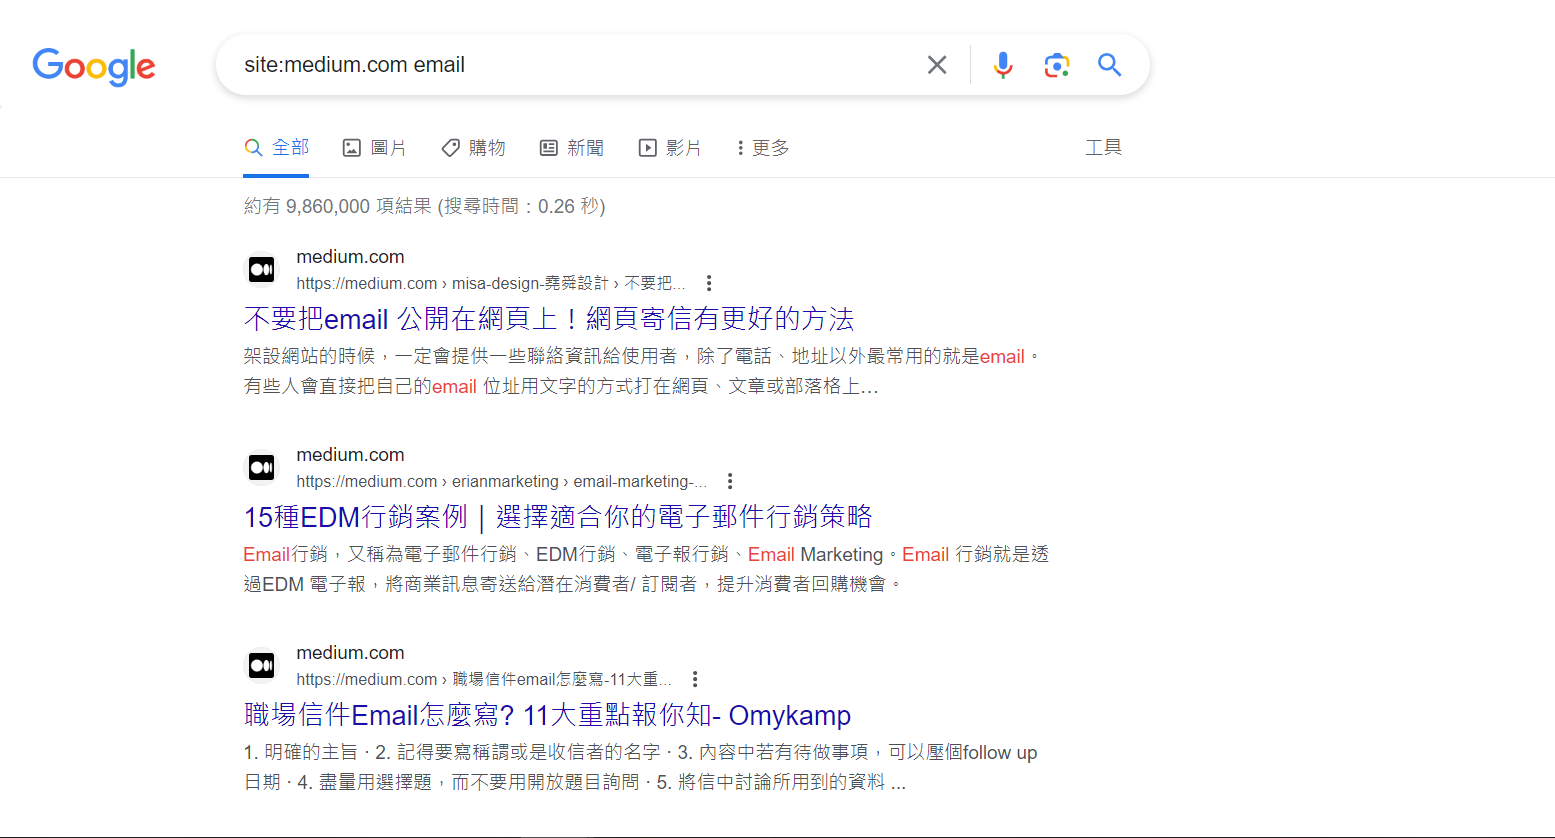 Google
site:medium.com email
全部 圖片 購物 新聞 影片 更多 工具
約有 9,860,000 項結果 (搜尋時間：0.26 秒)
medium.com
https://medium.com › misa-design-堯舜設計 › 不要把...
不要把email 公開在網頁上！網頁寄信有更好的方法
架設網站的時候，一定會提供一些聯絡資訊給使用者，除了電話、地址以外最常用的就是email。
有些人會直接把自己的email 位址用文字的方式打在網頁、文章或部落格上…
medium.com
https://medium.com › erianmarketing › email-marketing-...
15種EDM行銷案例｜選擇適合你的電子郵件行銷策略
Email行銷，又稱為電子郵件行銷、EDM行銷、電子報行銷、Email Marketing。Email 行銷就是透
過EDM 電子報，將商業訊息寄送給潛在消費者/ 訂閱者，提升消費者回購機會。
medium.com
https://medium.com › 職場信件email怎麼寫-11大重...
職場信件Email怎麼寫? 11大重點報你知- Omykamp
1. 明確的主旨 · 2. 記得要寫稱謂或是收信者的名字 · 3. 內容中若有待做事項，可以壓個follow up
日期 · 4. 盡量用選擇題，而不要用開放題目詢問 · 5. 將信中討論所用到的資料 ...